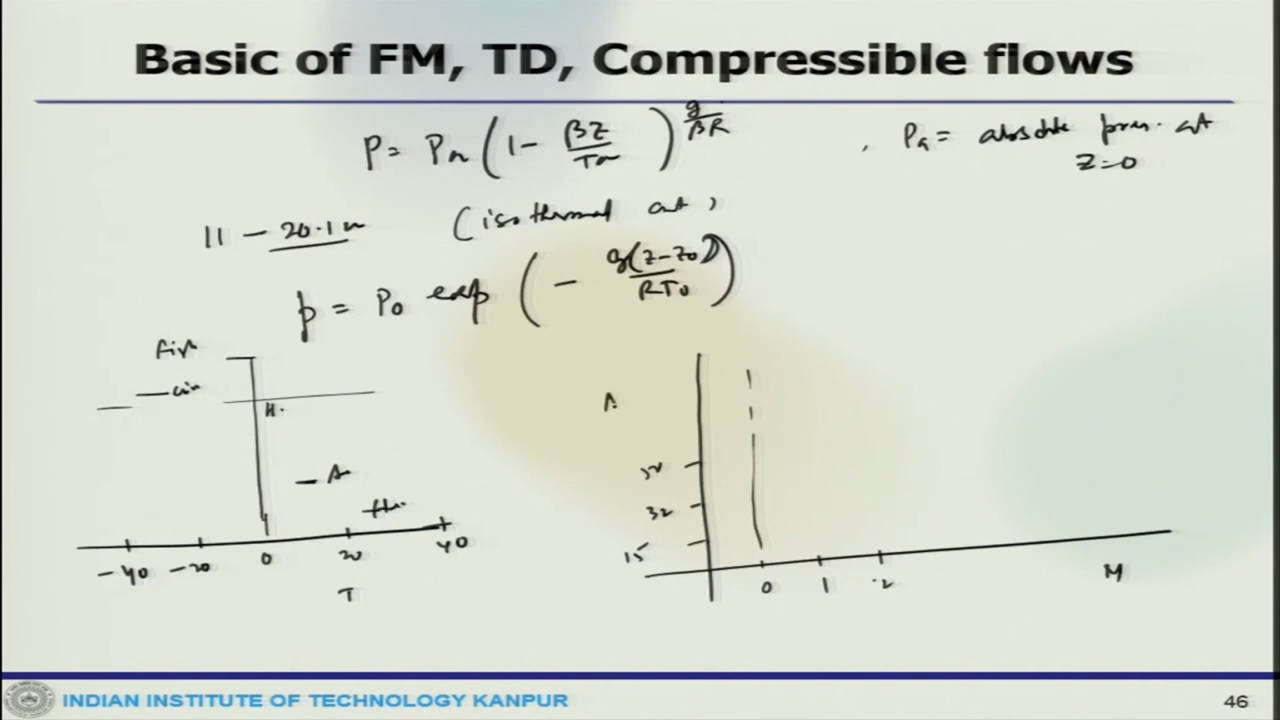 Basic of FM, TD, Compressible flows
P = Pa (1 - βz/Ta)^(g/βR) , Pa = absolute pres. at
z=0
11 - 20.1 (isothermal
p = P0 exp (- g(z-z0)/RT0)
H.
A
-40 -20 0 20 40
T
A.
32
15
0 1 2
M
INDIAN INSTITUTE OF TECHNOLOGY KANPUR
46